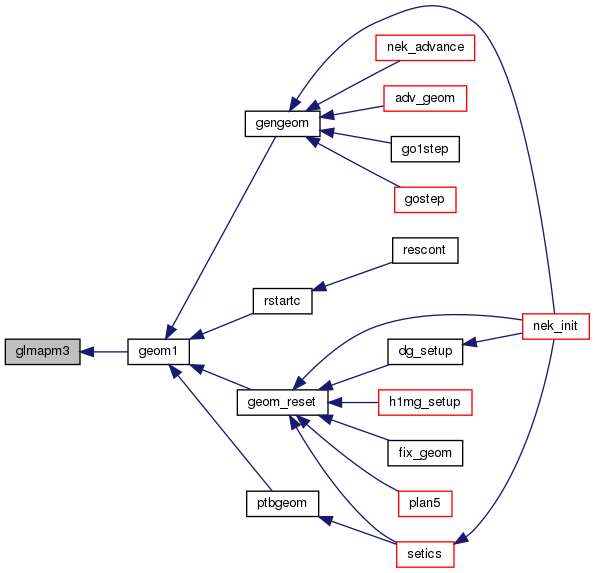 nek_advance
adv_geom
gengeom
go1step
gostep
rescont
rstartc
nek_init
glmapm3
geom1
dg_setup
geom_reset
h1mg_setup
fix_geom
ptbgeom
plan5
setics